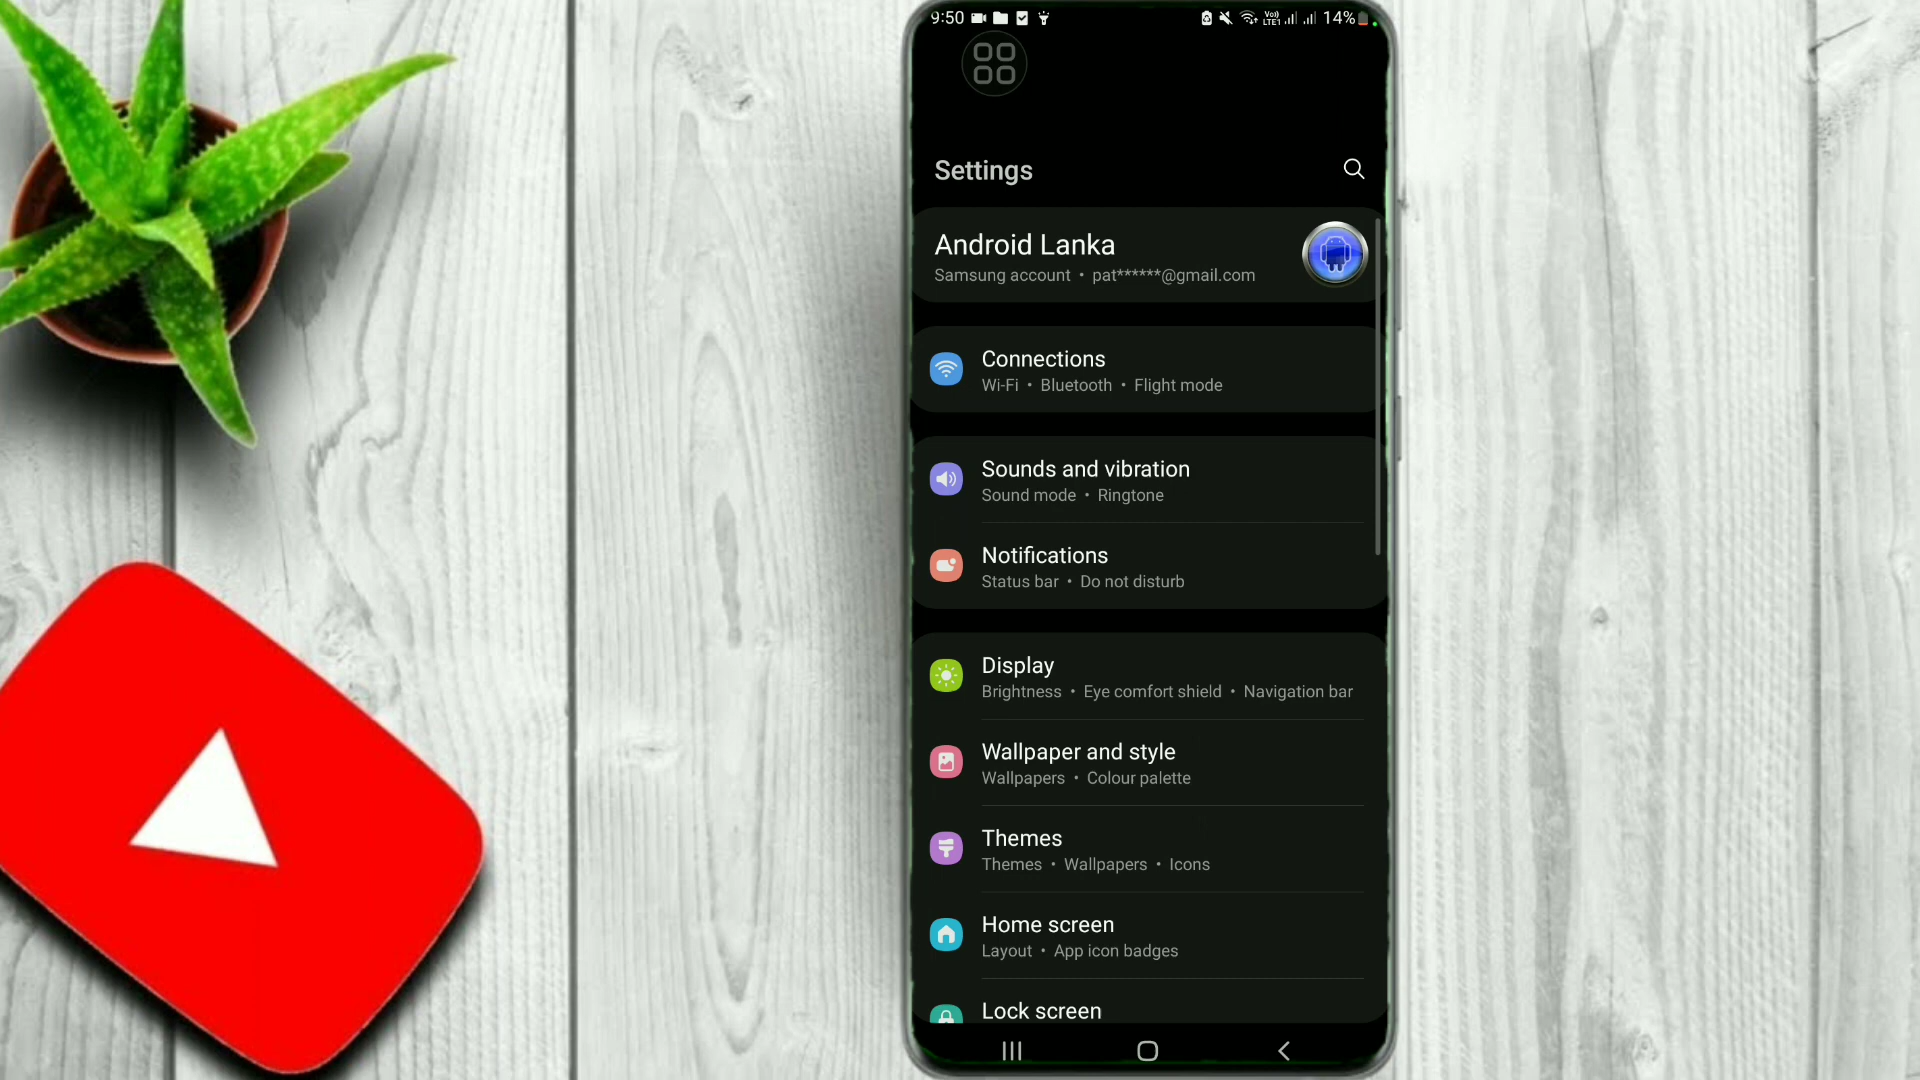 9:50 Vo) LTE1 14%
Settings
Android Lanka
Samsung account • pat******@gmail.com
Connections
Wi-Fi • Bluetooth • Flight mode
Sounds and vibration
Sound mode • Ringtone
Notifications
Status bar • Do not disturb
Display
Brightness • Eye comfort shield • Navigation bar
Wallpaper and style
Wallpapers • Colour palette
Themes
Themes • Wallpapers • Icons
Home screen
Layout • App icon badges
Lock screen